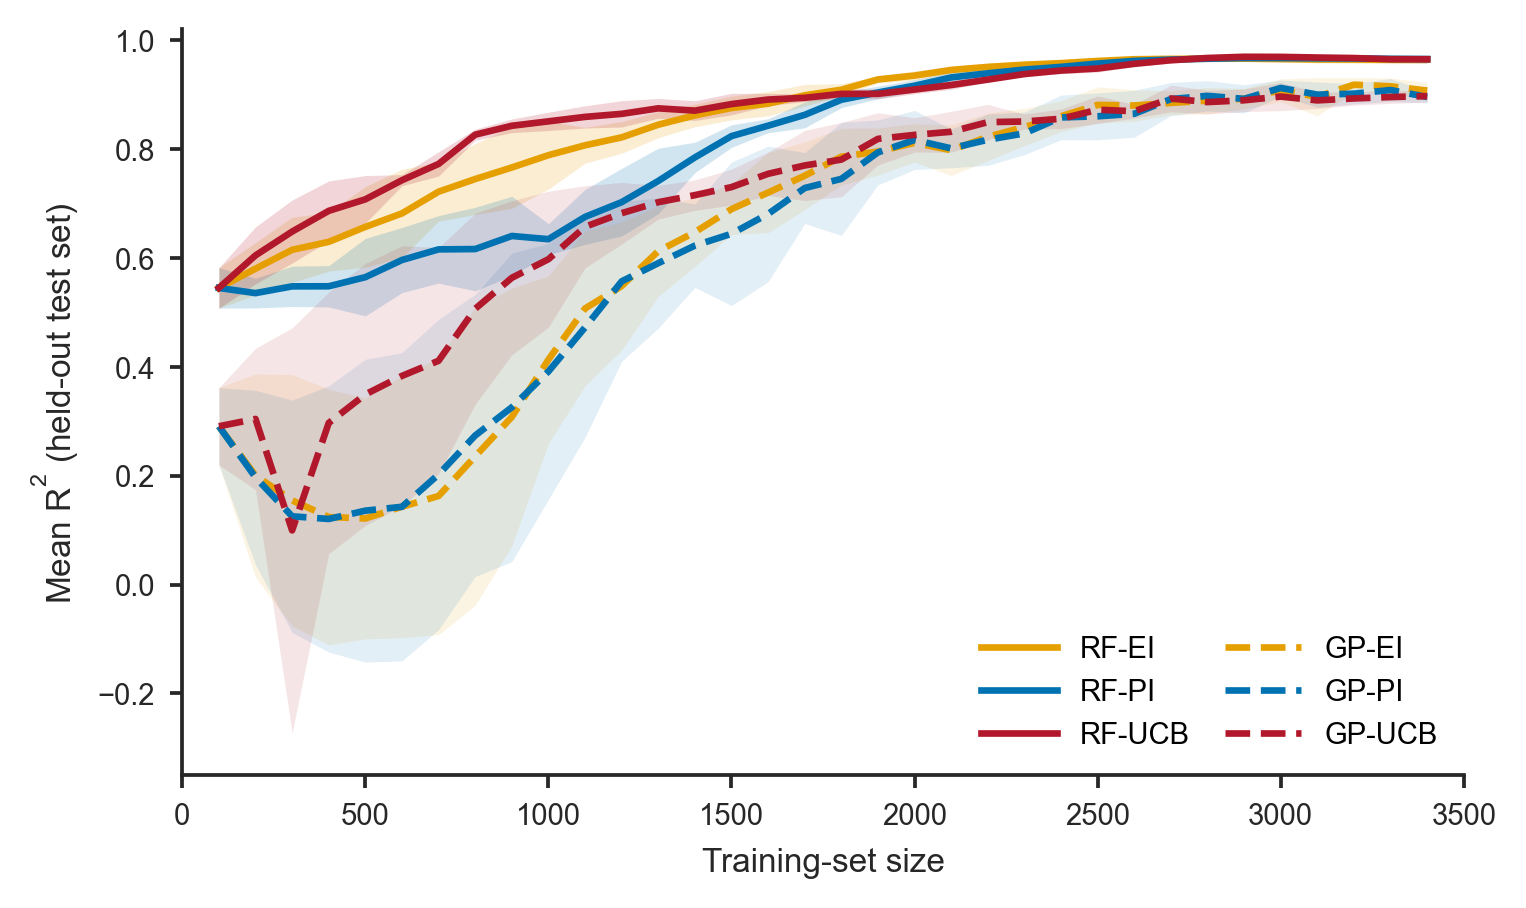 1.0
0.8
0.6
0.4
0.2
0.0
−0.2
Mean R² (held-out test set)
0 500 1000 1500 2000 2500 3000 3500
Training-set size
RF-EI GP-EI
RF-PI GP-PI
RF-UCB GP-UCB